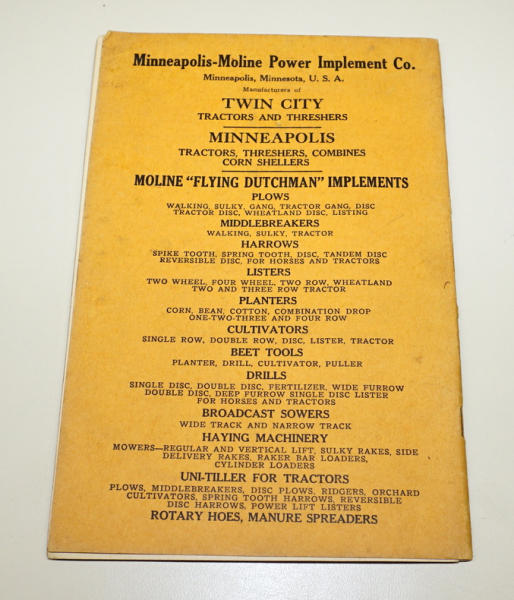 Minneapolis-Moline Power Implement Co.
Minneapolis, Minnesota, U. S. A.
Manufacturers of
TWIN CITY
TRACTORS AND THRESHERS
MINNEAPOLIS
TRACTORS, THRESHERS, COMBINES
CORN SHELLERS
MOLINE "FLYING DUTCHMAN" IMPLEMENTS
PLOWS
WALKING, SULKY, GANG, TRACTOR GANG, DISC
TRACTOR DISC, WHEATLAND DISC, LISTING
MIDDLEBREAKERS
WALKING, SULKY, TRACTOR
HARROWS
SPIKE TOOTH, SPRING TOOTH, DISC, TANDEM DISC
REVERSIBLE DISC, FOR HORSES AND TRACTORS
LISTERS
TWO WHEEL, FOUR WHEEL, TWO ROW, WHEATLAND
TWO AND THREE ROW TRACTOR
PLANTERS
CORN, BEAN, COTTON, COMBINATION DROP
ONE-TWO-THREE AND FOUR ROW
CULTIVATORS
SINGLE ROW, DOUBLE ROW, DISC, LISTER, TRACTOR
BEET TOOLS
PLANTER, DRILL, CULTIVATOR, PULLER
DRILLS
SINGLE DISC, DOUBLE DISC, FERTILIZER, WIDE FURROW
DOUBLE DISC, DEEP FURROW SINGLE DISC LISTER
FOR HORSES AND TRACTORS
BROADCAST SOWERS
WIDE TRACK AND NARROW TRACK
HAYING MACHINERY
MOWERS—REGULAR AND VERTICAL LIFT, SULKY RAKES, SIDE
DELIVERY RAKES, RAKER BAR LOADERS,
CYLINDER LOADERS
UNI-TILLER FOR TRACTORS
PLOWS, MIDDLEBREAKERS, DISC PLOWS, RIDGERS, ORCHARD
CULTIVATORS, SPRING TOOTH HARROWS, REVERSIBLE
DISC HARROWS, POWER LIFT LISTERS
ROTARY HOES, MANURE SPREADERS